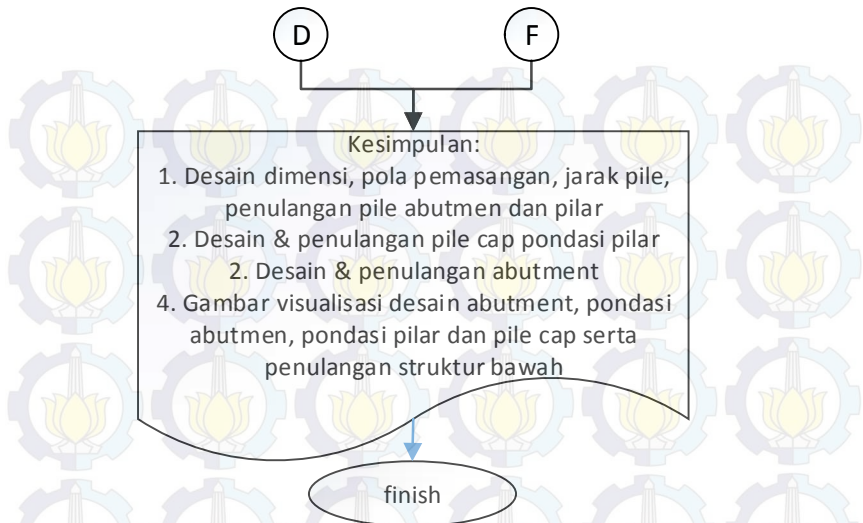 D F
Kesimpulan:
1. Desain dimensi, pola pemasangan, jarak pile,
penulangan pile abutmen dan pilar
2. Desain & penulangan pile cap pondasi pilar
2. Desain & penulangan abutment
4. Gambar visualisasi desain abutment, pondasi
abutmen, pondasi pilar dan pile cap serta
penulangan struktur bawah
finish